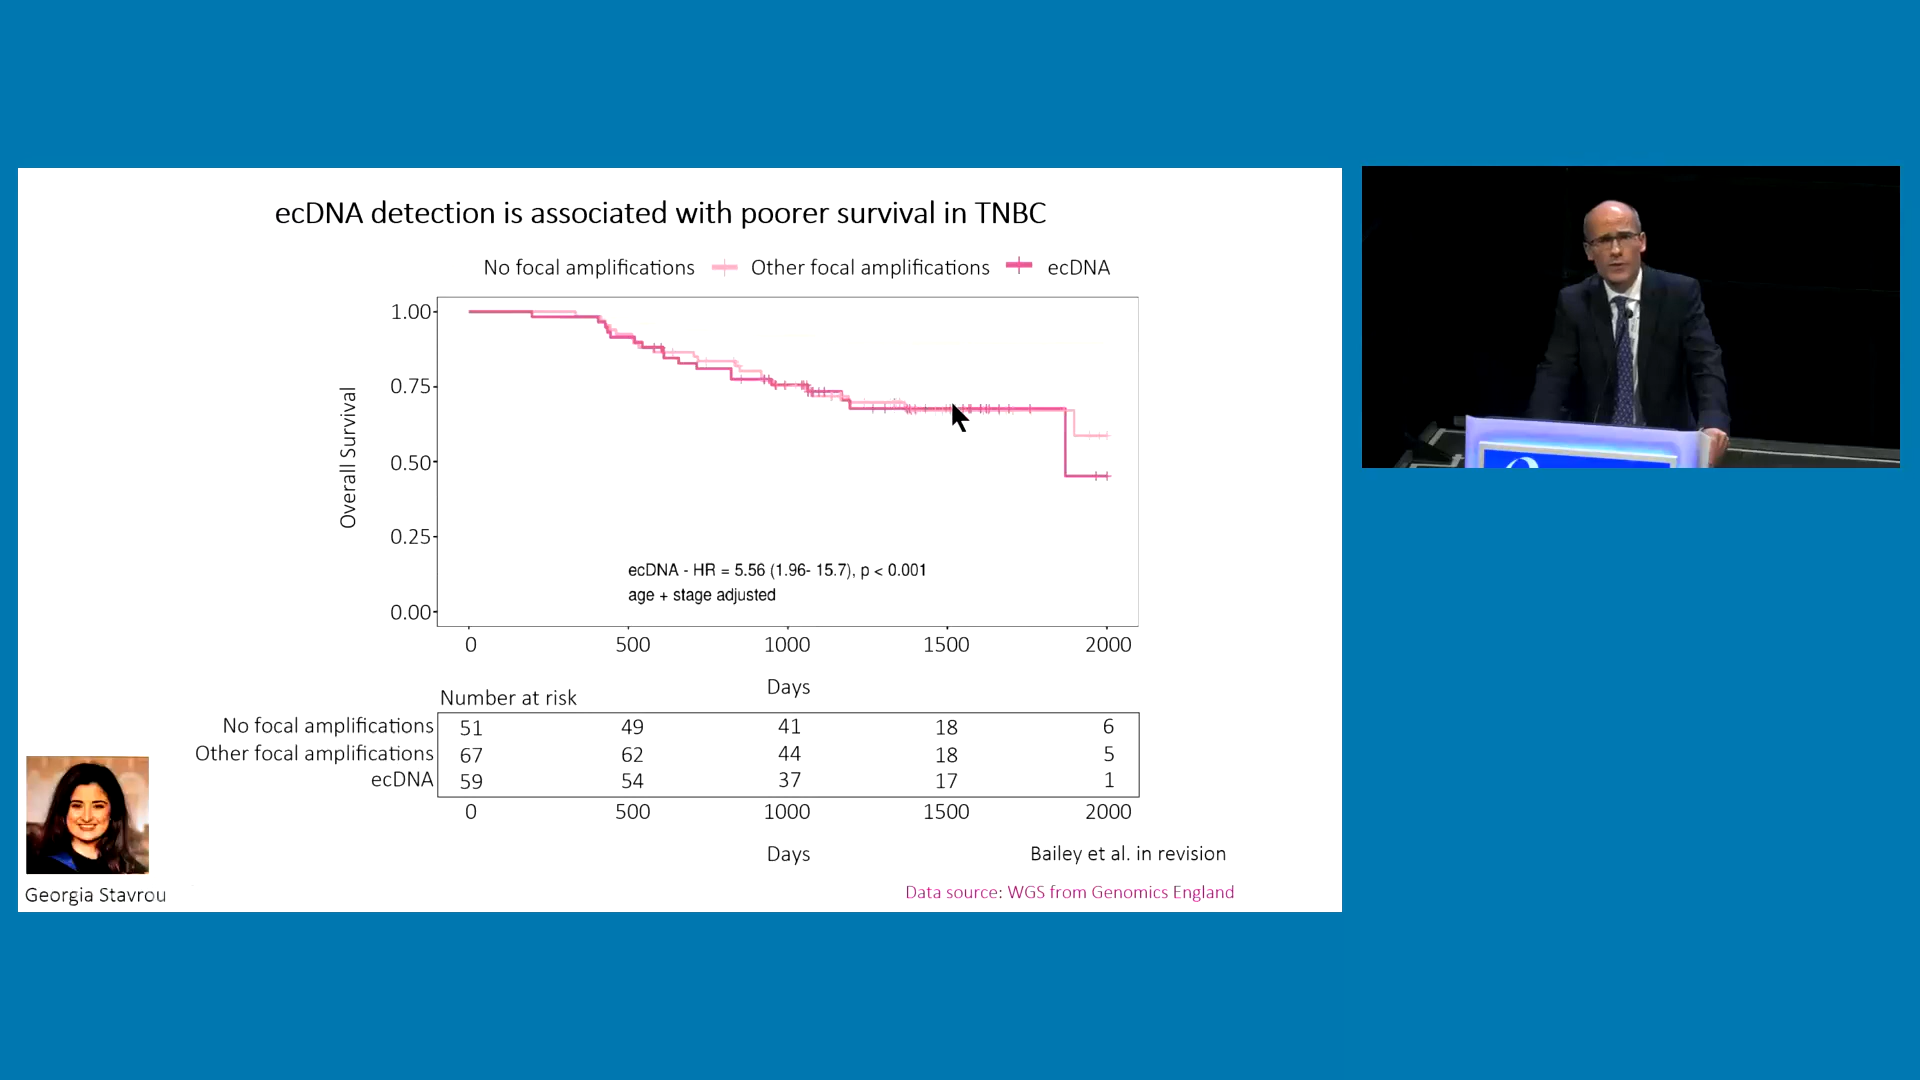 ecDNA detection is associated with poorer survival in TNBC
No focal amplifications Other focal amplifications ecDNA
1.00
0.75
0.50
0.25
0.00
Overall Survival
ecDNA - HR = 5.56 (1.96- 15.7), p < 0.001
age + stage adjusted
0 500 1000 1500 2000
Days
Number at risk
No focal amplifications 51 49 41 18 6
Other focal amplifications 67 62 44 18 5
ecDNA 59 54 37 17 1
0 500 1000 1500 2000
Days
Bailey et al. in revision
Georgia Stavrou
Data source: WGS from Genomics England